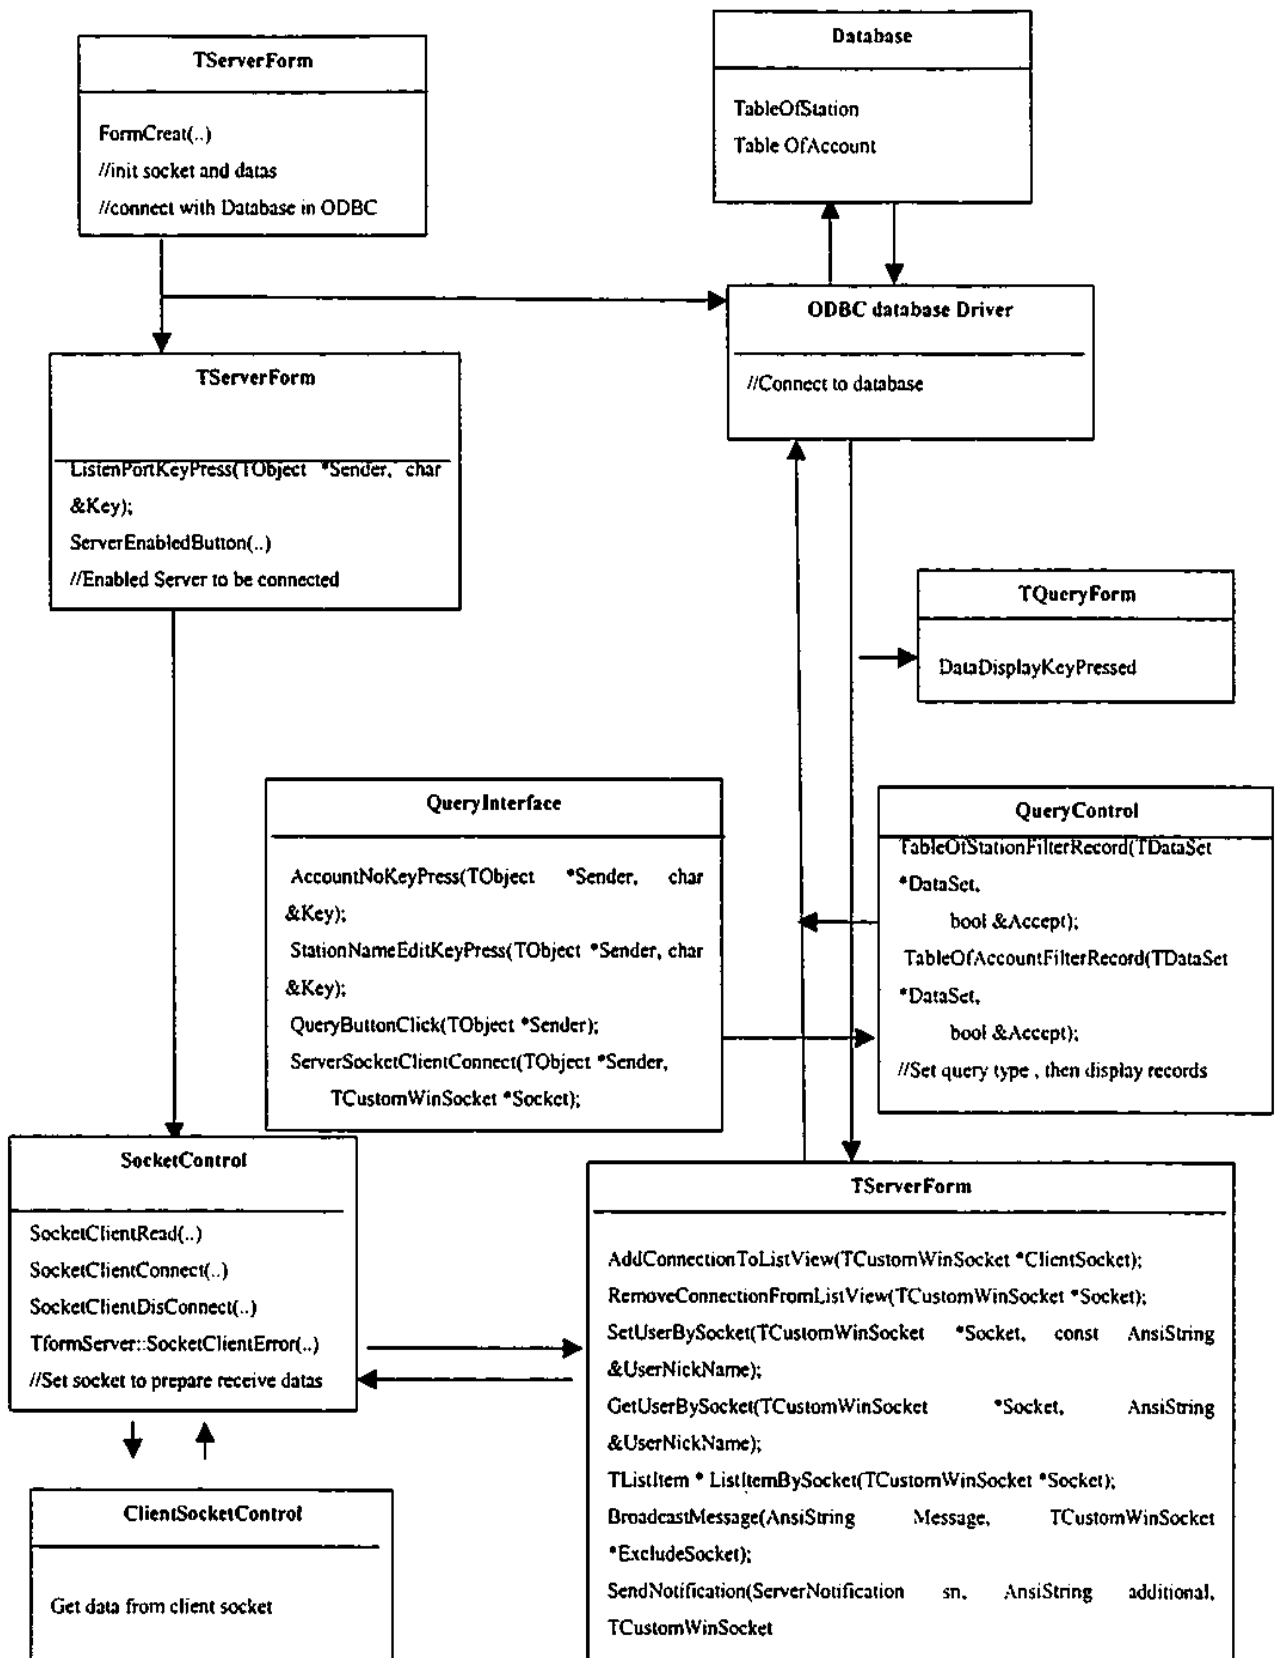 TServerForm
FormCreat(..)
//init socket and datas
//connect with Database in ODBC
Database
TableOfStation
Table OfAccount
ODBC database Driver
//Connect to database
TServerForm
ListenPortKeyPress(TObject *Sender, char
&Key);
ServerEnabledButton(..)
//Enabled Server to be connected
TQueryForm
DataDisplayKeyPressed
QueryInterface
AccountNoKeyPress(TObject *Sender, char
&Key);
StationNameEditKeyPress(TObject *Sender, char
&Key);
QueryButtonClick(TObject *Sender);
ServerSocketClientConnect(TObject *Sender,
TCustomWinSocket *Socket);
QueryControl
TableOfStationFilterRecord(TDataSet
*DataSet,
bool &Accept);
TableOfAccountFilterRecord(TDataSet
*DataSet,
bool &Accept);
//Set query type , then display records
SocketControl
SocketClientRead(..)
SocketClientConnect(..)
SocketClientDisConnect(..)
TformServer::SocketClientError(..)
//Set socket to prepare receive datas
TServerForm
AddConnectionToListView(TCustomWinSocket *ClientSocket);
RemoveConnectionFromListView(TCustomWinSocket *Socket);
SetUserBySocket(TCustomWinSocket *Socket, const AnsiString
&UserNickName);
GetUserBySocket(TCustomWinSocket *Socket, AnsiString
&UserNickName);
TListItem * ListItemBySocket(TCustomWinSocket *Socket);
BroadcastMessage(AnsiString Message, TCustomWinSocket
*ExcludeSocket);
SendNotification(ServerNotification sn, AnsiString additional,
TCustomWinSocket
ClientSocketControl
Get data from client socket